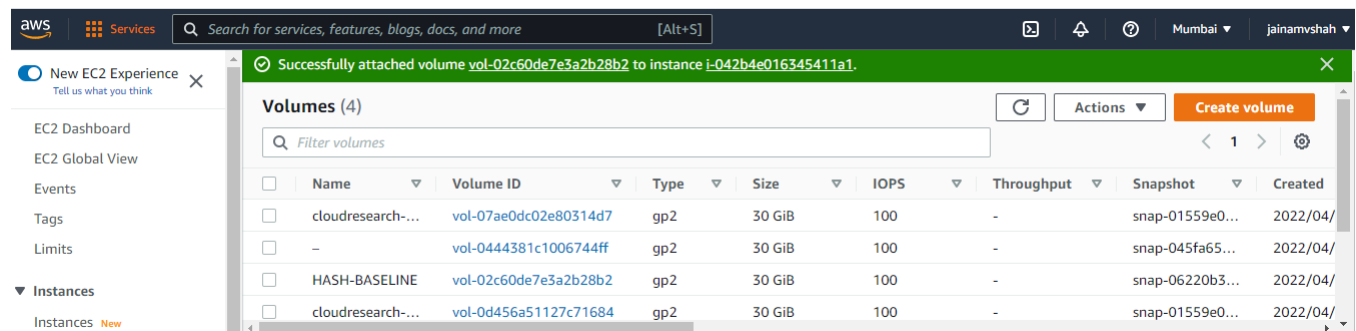 aws Services Search for services, features, blogs, docs, and more [Alt+S] Mumbai jainamvshah
New EC2 Experience
Tell us what you think
EC2 Dashboard
EC2 Global View
Events
Tags
Limits
Instances
Instances New
Successfully attached volume vol-02c60de7e3a2b28b2 to instance i-042b4e016345411a1.
Volumes (4) Actions Create volume
Filter volumes 1
Name Volume ID Type Size IOPS Throughput Snapshot Created
cloudresearch-... vol-07ae0dc02e80314d7 gp2 30 GiB 100 - snap-01559e0... 2022/04/
– vol-0444381c1006744ff gp2 30 GiB 100 - snap-045fa65... 2022/04/
HASH-BASELINE vol-02c60de7e3a2b28b2 gp2 30 GiB 100 - snap-06220b3... 2022/04/
cloudresearch-... vol-0d456a51127c71684 gp2 30 GiB 100 - snap-01559e0... 2022/04/